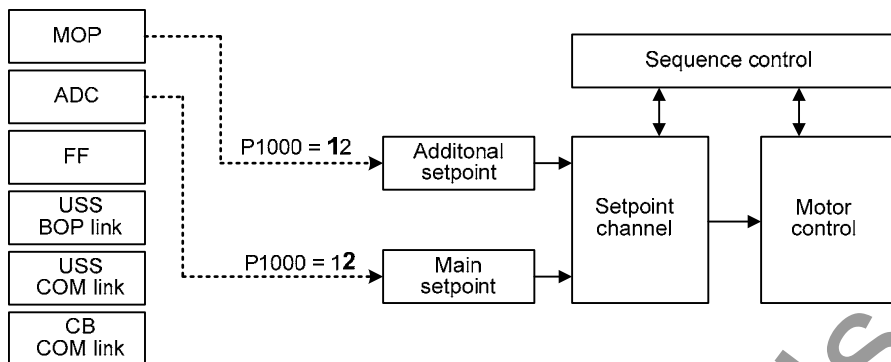 MOP
ADC
FF
USS
BOP link
USS
COM link
CB
COM link
P1000 = 12
P1000 = 12
Additonal
setpoint
Main
setpoint
Sequence control
Setpoint
channel
Motor
control